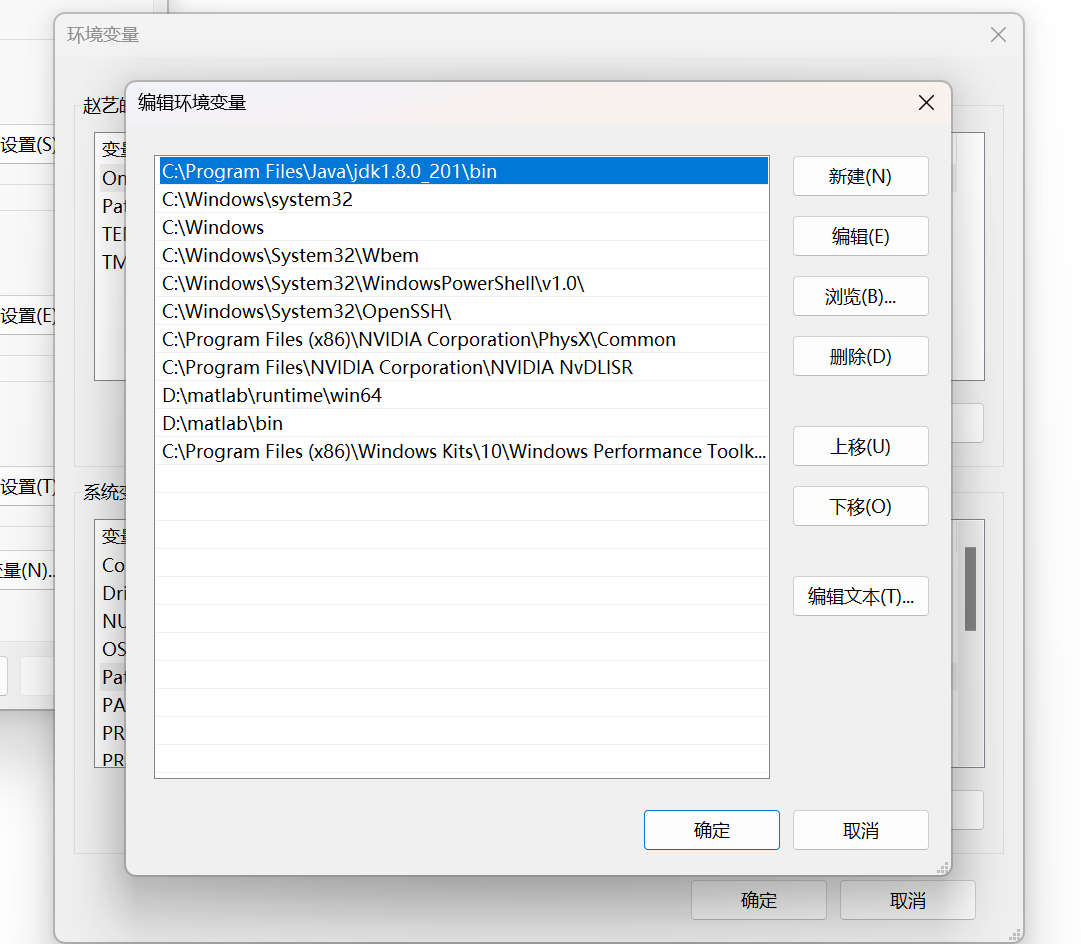 环境变量
编辑环境变量
赵艺
设置(S)
变量
On
Pat
TE
TM
C:\Program Files\Java\jdk1.8.0_201\bin
C:\Windows\system32
C:\Windows
C:\Windows\System32\Wbem
C:\Windows\System32\WindowsPowerShell\v1.0\
C:\Windows\System32\OpenSSH\
C:\Program Files (x86)\NVIDIA Corporation\PhysX\Common
C:\Program Files\NVIDIA Corporation\NVIDIA NvDLISR
D:\matlab\runtime\win64
D:\matlab\bin
C:\Program Files (x86)\Windows Kits\10\Windows Performance Toolk...
新建(N)
编辑(E)
浏览(B)...
删除(D)
上移(U)
下移(O)
编辑文本(T)...
设置(E)
设置(T)
系统变
变量
Co
Dri
NU
OS
Pat
PA
PR
PR
变量(N)...
确定
取消
确定
取消